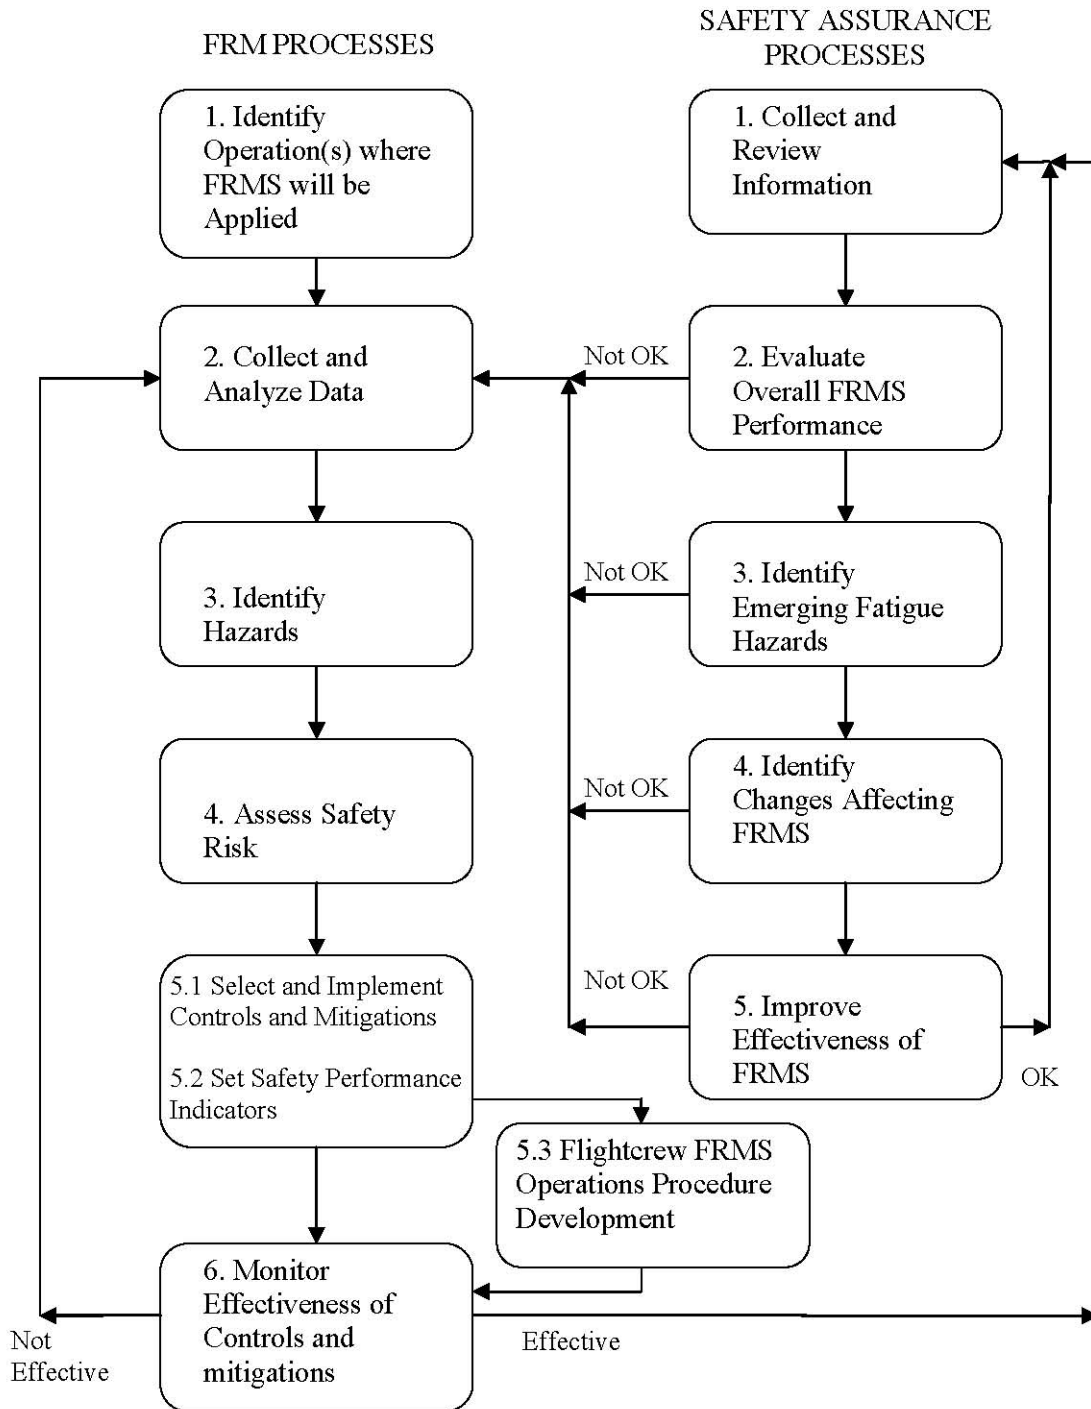 FRM PROCESSES
1. Identify
Operation(s) where
FRMS will be
Applied
2. Collect and
Analyze Data
3. Identify
Hazards
4. Assess Safety
Risk
5.1 Select and Implement
Controls and Mitigations
5.2 Set Safety Performance
Indicators
5.3 Flightcrew FRMS
Operations Procedure
Development
6. Monitor
Effectiveness of
Controls and
mitigations
Not
Effective
Effective
SAFETY ASSURANCE
PROCESSES
1. Collect and
Review
Information
2. Evaluate
Overall FRMS
Performance
Not OK
3. Identify
Emerging Fatigue
Hazards
Not OK
4. Identify
Changes Affecting
FRMS
Not OK
5. Improve
Effectiveness of
FRMS
Not OK
OK